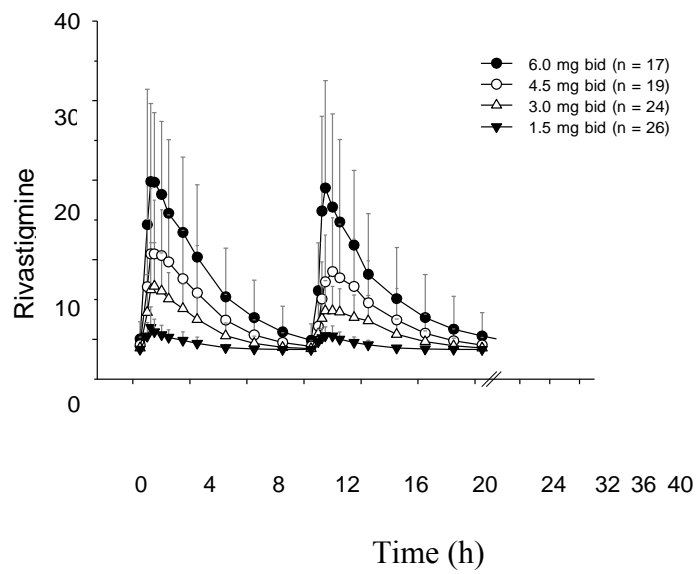 40
6.0 mg bid (n = 17)
4.5 mg bid (n = 19)
3.0 mg bid (n = 24)
1.5 mg bid (n = 26)
30
Rivastigmine
20
10
0
0 4 8 12 16 20 24 32 36 40
Time (h)